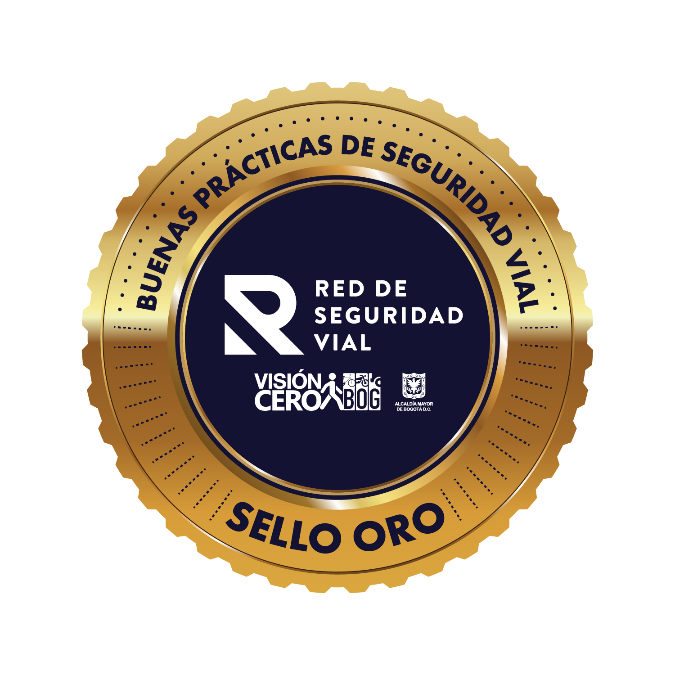 BUENAS PRÁCTICAS DE SEGURIDAD VIAL
RED DE
SEGURIDAD
VIAL
VISIÓN
CERO
BOG
ALCALDÍA MAYOR
DE BOGOTÁ D.C.
SELLO ORO